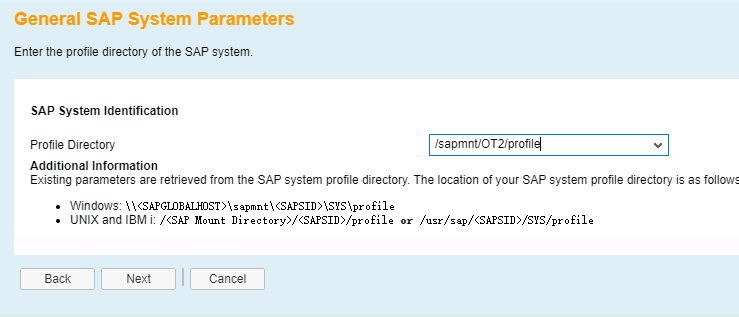 General SAP System Parameters
Enter the profile directory of the SAP system.
SAP System Identification
Profile Directory /sapmnt/OT2/profile
Additional Information
Existing parameters are retrieved from the SAP system profile directory. The location of your SAP system profile directory is as follows
• Windows: \\<SAPGLOBALHOST>\sapmnt\<SAPSID>\SYS\profile
• UNIX and IBM i: /<SAP Mount Directory>/<SAPSID>/profile or /usr/sap/<SAPSID>/SYS/profile
Back Next Cancel